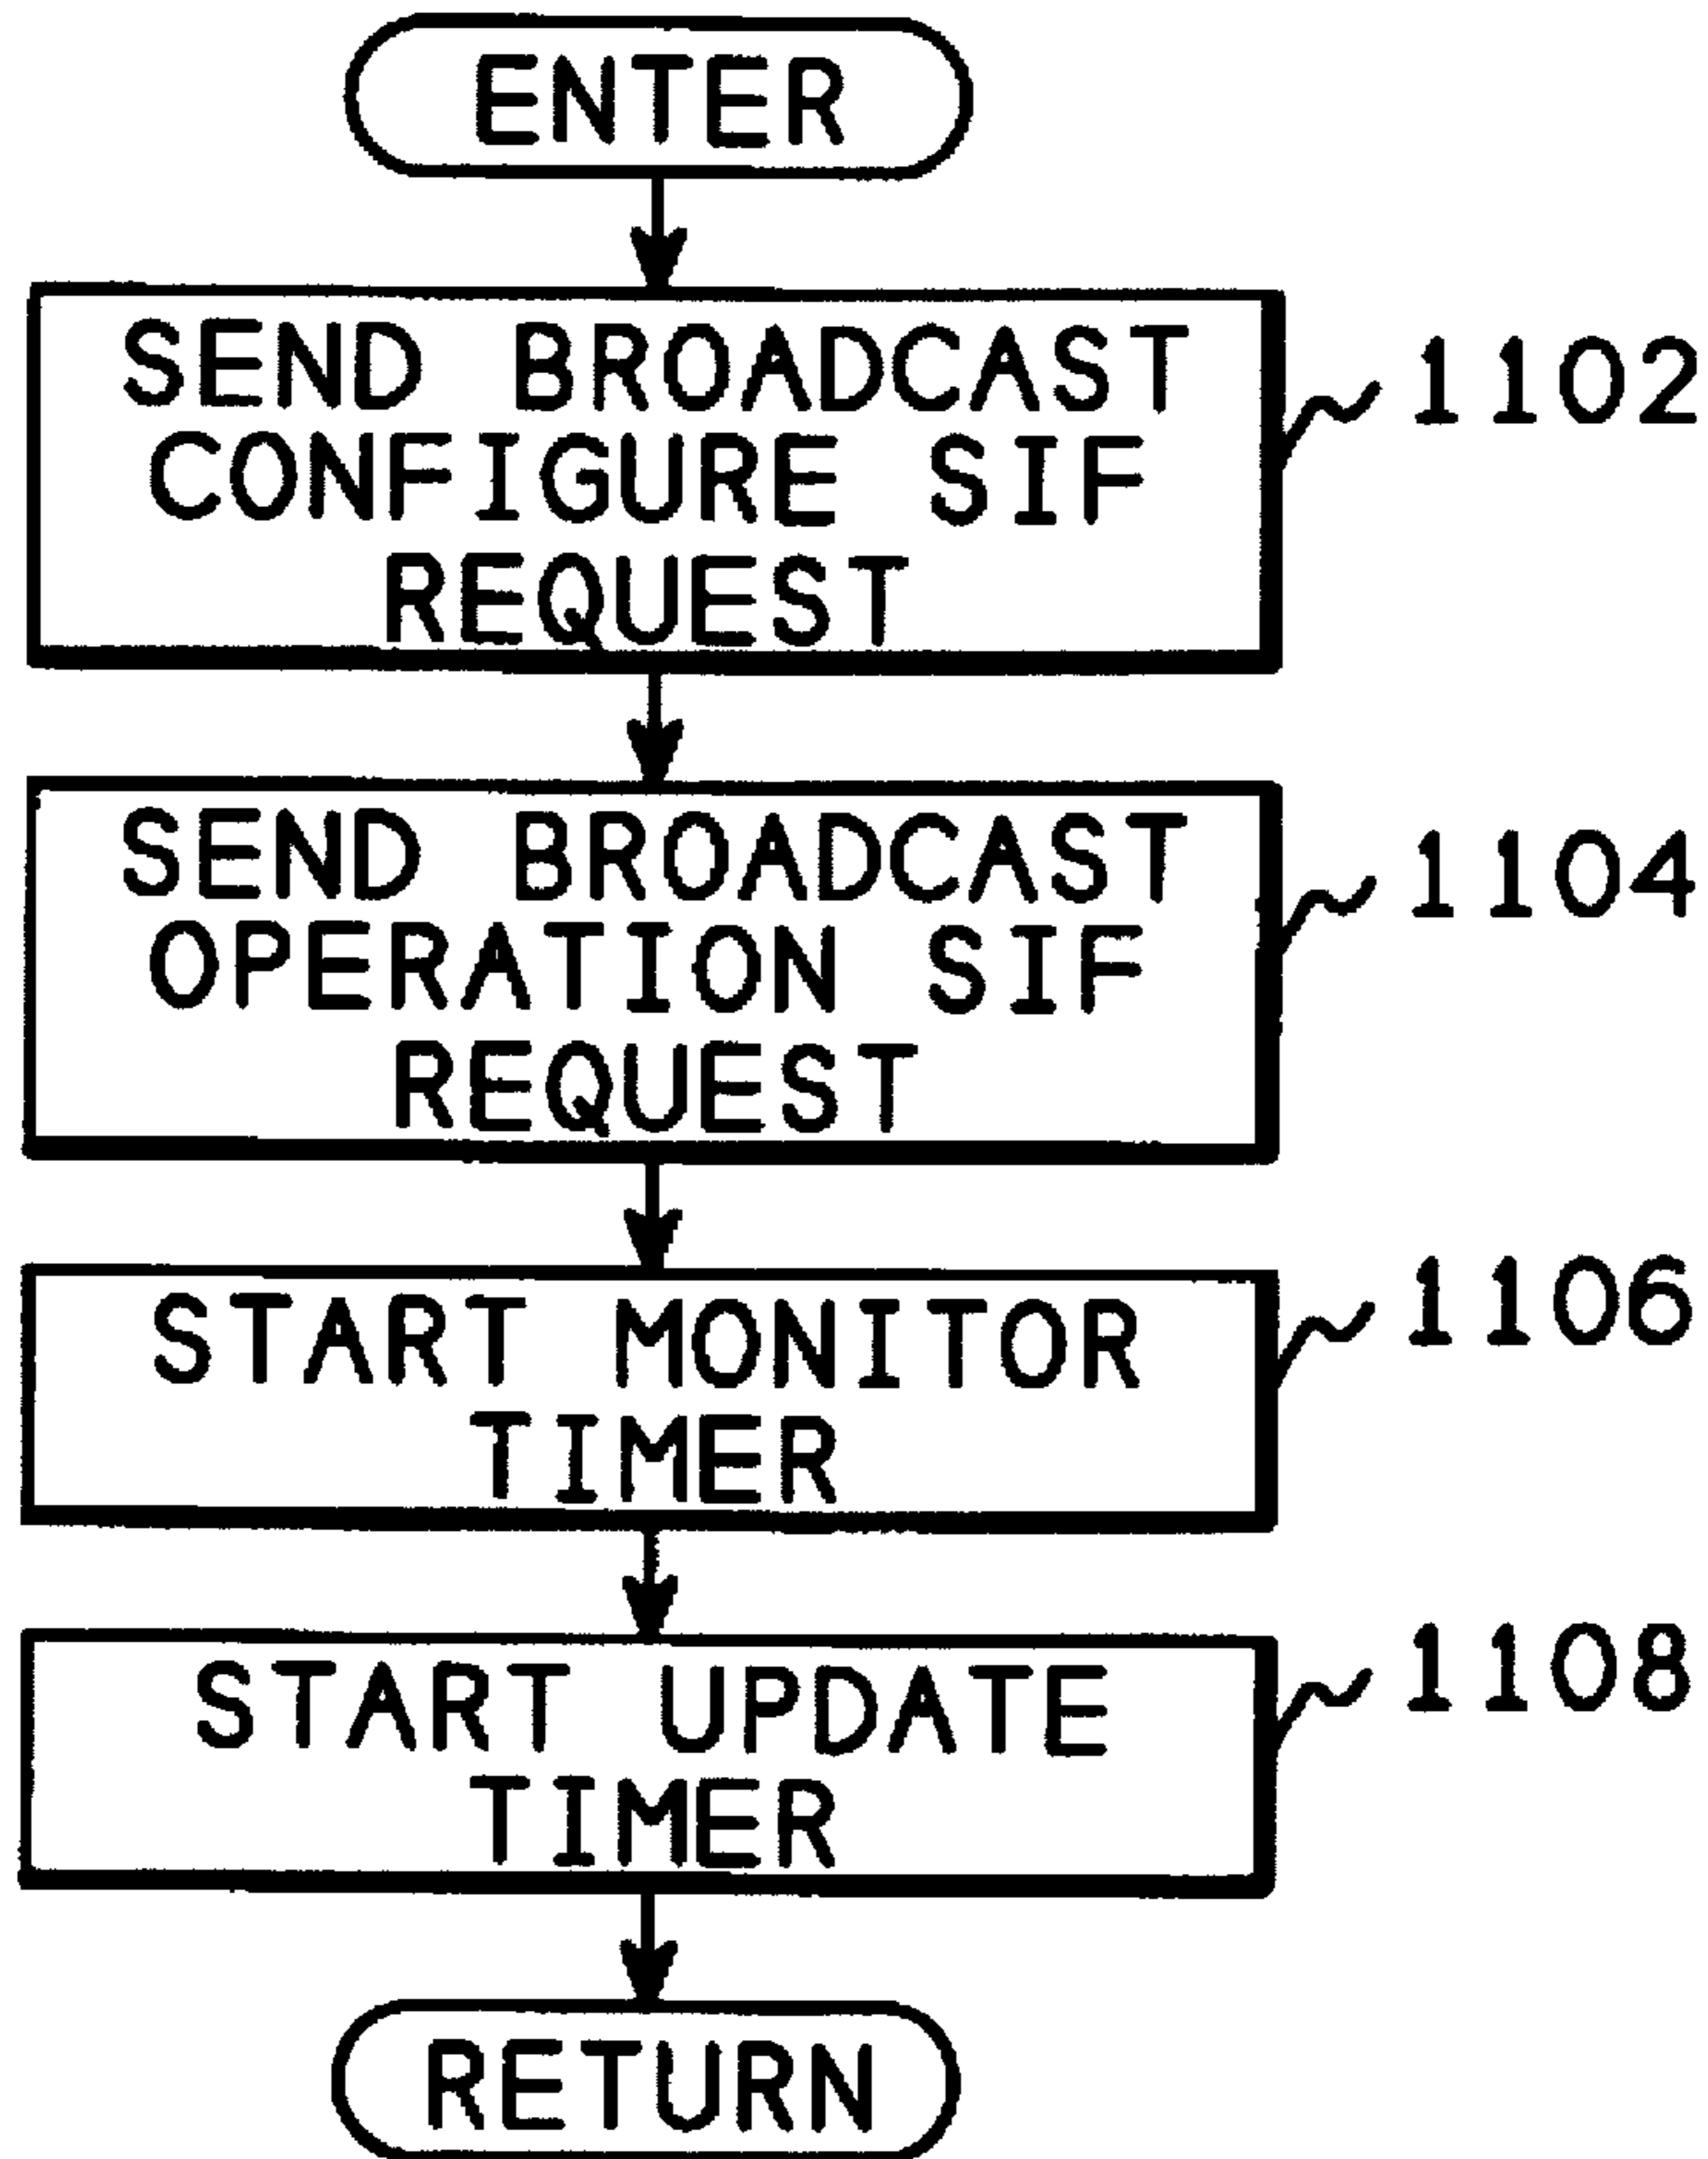 ENTER
SEND BROADCAST
CONFIGURE SIF
REQUEST
1102
SEND BROADCAST
OPERATION SIF
REQUEST
1104
START MONITOR
TIMER
1106
START UPDATE
TIMER
1108
RETURN